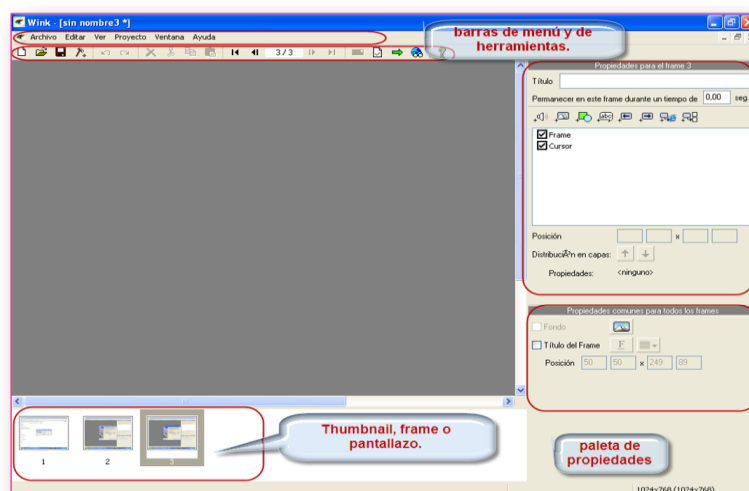 Wink - [sin nombre3 *]
Archivo Editar Ver Proyecto Ventana Ayuda
barras de menú y de
herramientas.
3 / 3
Propiedades para el frame 3
Título
Permanecer en este frame durante un tiempo de 0,00 seg.
Frame
Cursor
Posición x
DistribuciÃ³n en capas:
Propiedades: <ninguno>
Propiedades comunes para todos los frames
Fondo
Título del Frame F
Posición 50 50 x 249 89
Thumbnail, frame o
pantallazo.
1 2 3
paleta de
propiedades
1024x768 (1024x768)